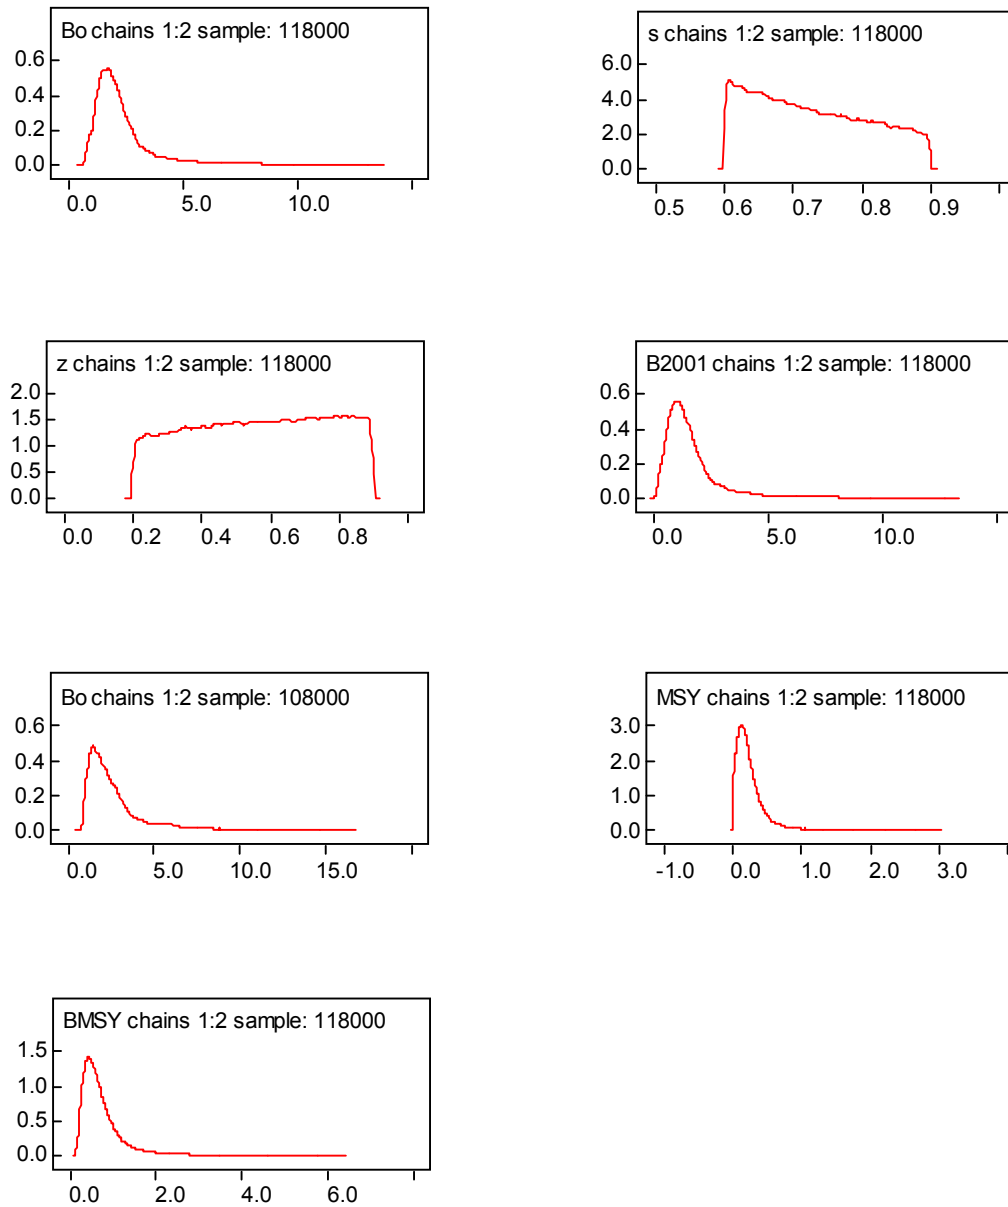 Bo chains 1:2 sample: 118000
0.6
0.4
0.2
0.0
0.0 5.0 10.0
s chains 1:2 sample: 118000
6.0
4.0
2.0
0.0
0.5 0.6 0.7 0.8 0.9
z chains 1:2 sample: 118000
2.0
1.5
1.0
0.5
0.0
0.0 0.2 0.4 0.6 0.8
B2001 chains 1:2 sample: 118000
0.6
0.4
0.2
0.0
0.0 5.0 10.0
Bo chains 1:2 sample: 108000
0.6
0.4
0.2
0.0
0.0 5.0 10.0 15.0
MSY chains 1:2 sample: 118000
3.0
2.0
1.0
0.0
-1.0 0.0 1.0 2.0 3.0
BMSY chains 1:2 sample: 118000
1.5
1.0
0.5
0.0
0.0 2.0 4.0 6.0